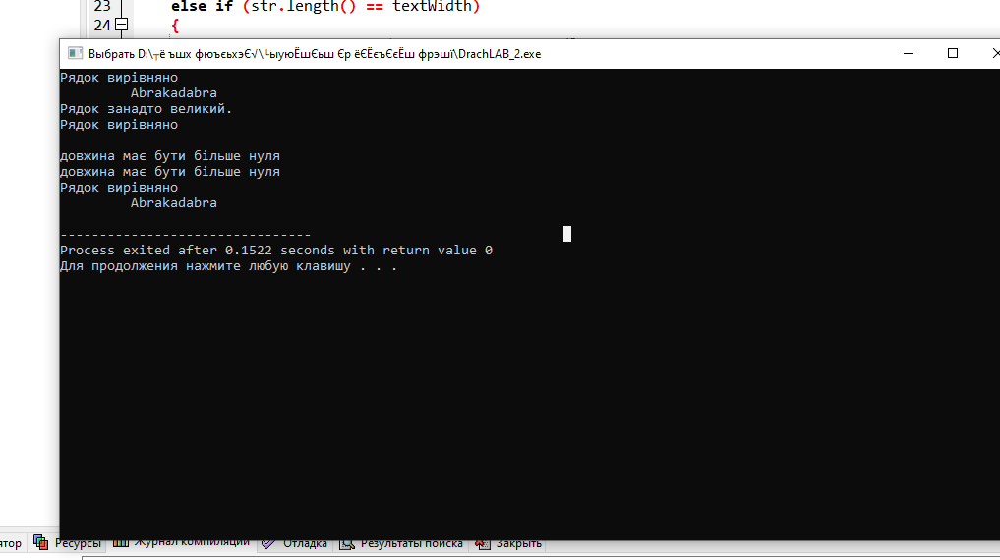 23 else if (str.length() == textWidth)
24 {
Выбрать D:\┬ё ъшх фюъєьхэЄ√\└ыуюЁшЄьш Єр ёЄЁєъЄєЁш фрэшї\DrachLAB_2.exe
Рядок вирівняно
Abrakadabra
Рядок занадто великий.
Рядок вирівняно
довжина має бути більше нуля
довжина має бути більше нуля
Рядок вирівняно
Abrakadabra
--------------------------------
Process exited after 0.1522 seconds with return value 0
Для продолжения нажмите любую клавишу . . .
ятор Ресурсы Журнал компиляции Отладка Результаты поиска Закрыть